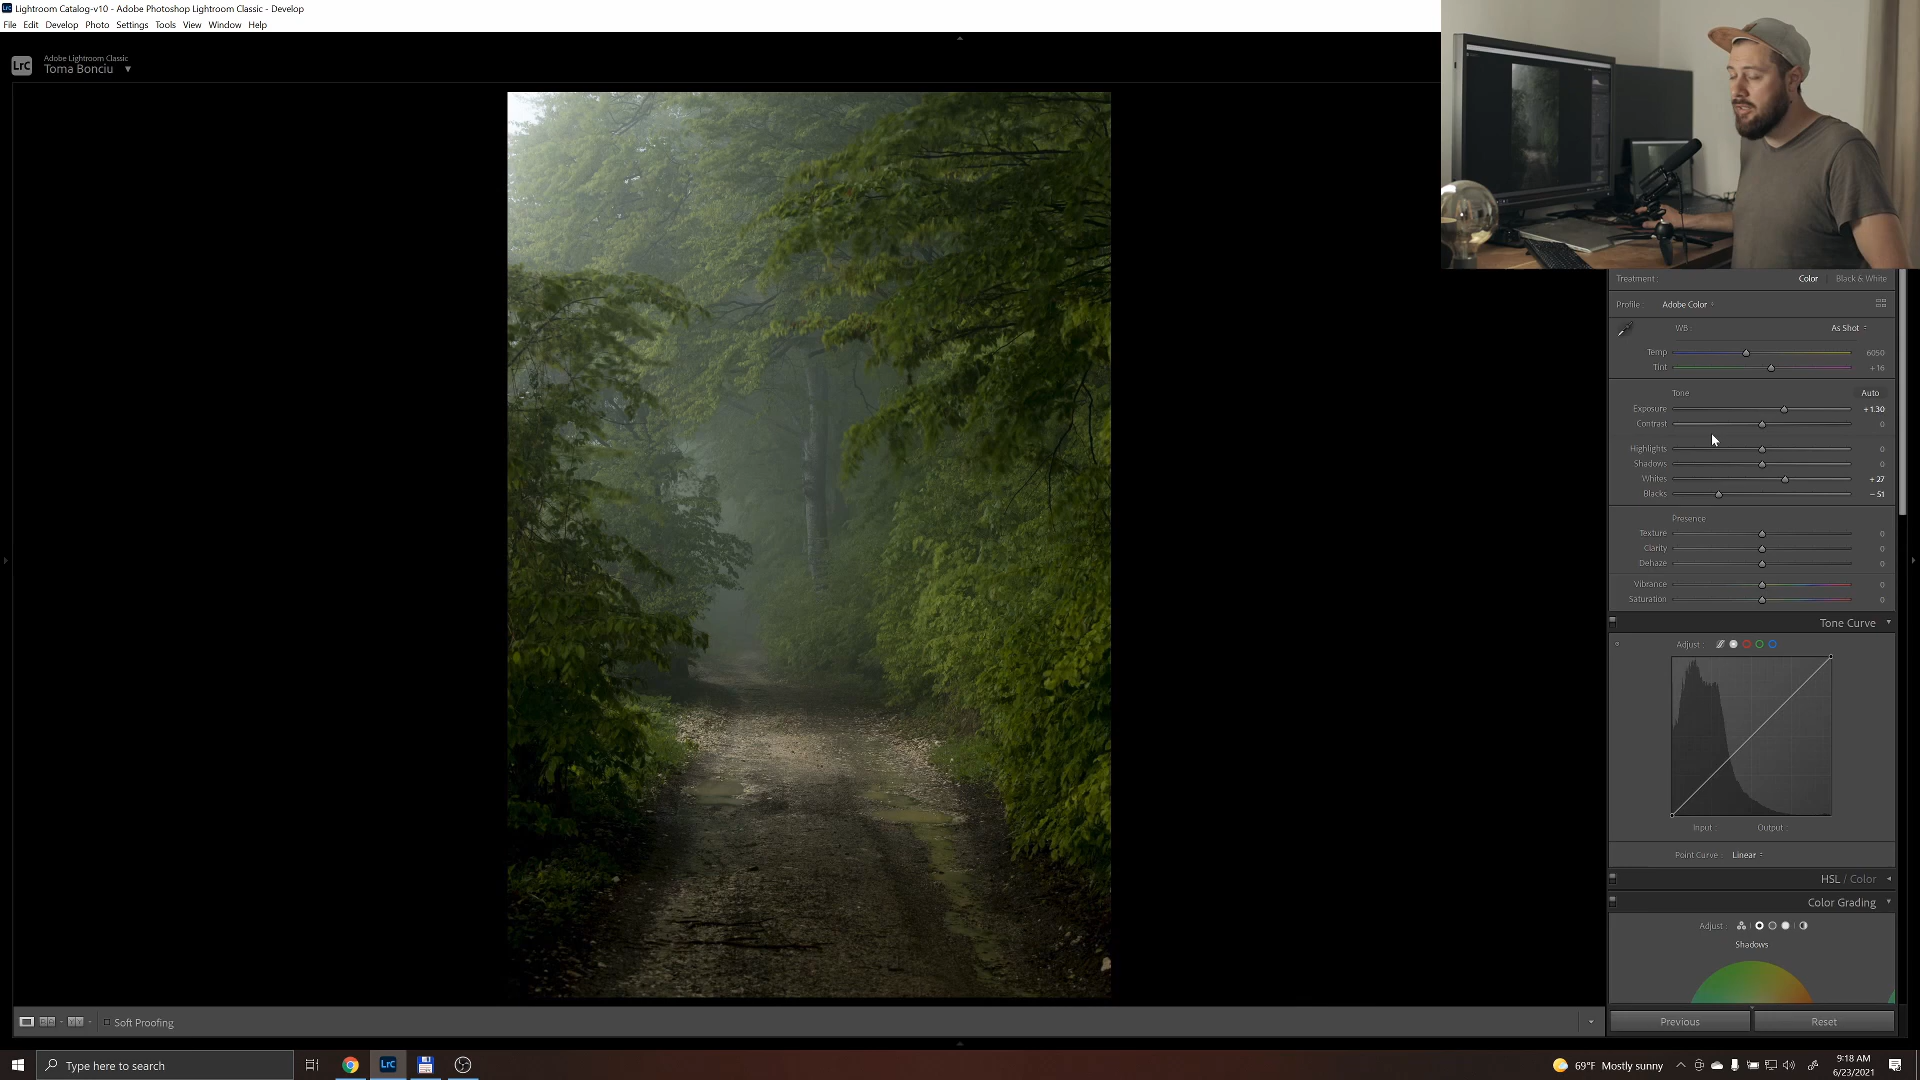 Lightroom Catalog-v10 - Adobe Photoshop Lightroom Classic - Develop
File Edit Develop Photo Settings Tools View Window Help
LrC
Adobe Lightroom Classic
Toma Bonciu
Treatment : Color Black & White
Profile : Adobe Color
WB : As Shot
Temp 6050
Tint + 16
Tone Auto
Exposure + 1.30
Contrast 0
Highlights 0
Shadows 0
Whites + 27
Blacks − 51
Presence
Texture 0
Clarity 0
Dehaze 0
Vibrance 0
Saturation 0
Tone Curve
Adjust :
Input : Output :
Point Curve : Linear
HSL / Color
Color Grading
Adjust :
Shadows
Previous Reset
Soft Proofing
Type here to search
LrC
69°F Mostly sunny
9:18 AM
6/23/2021